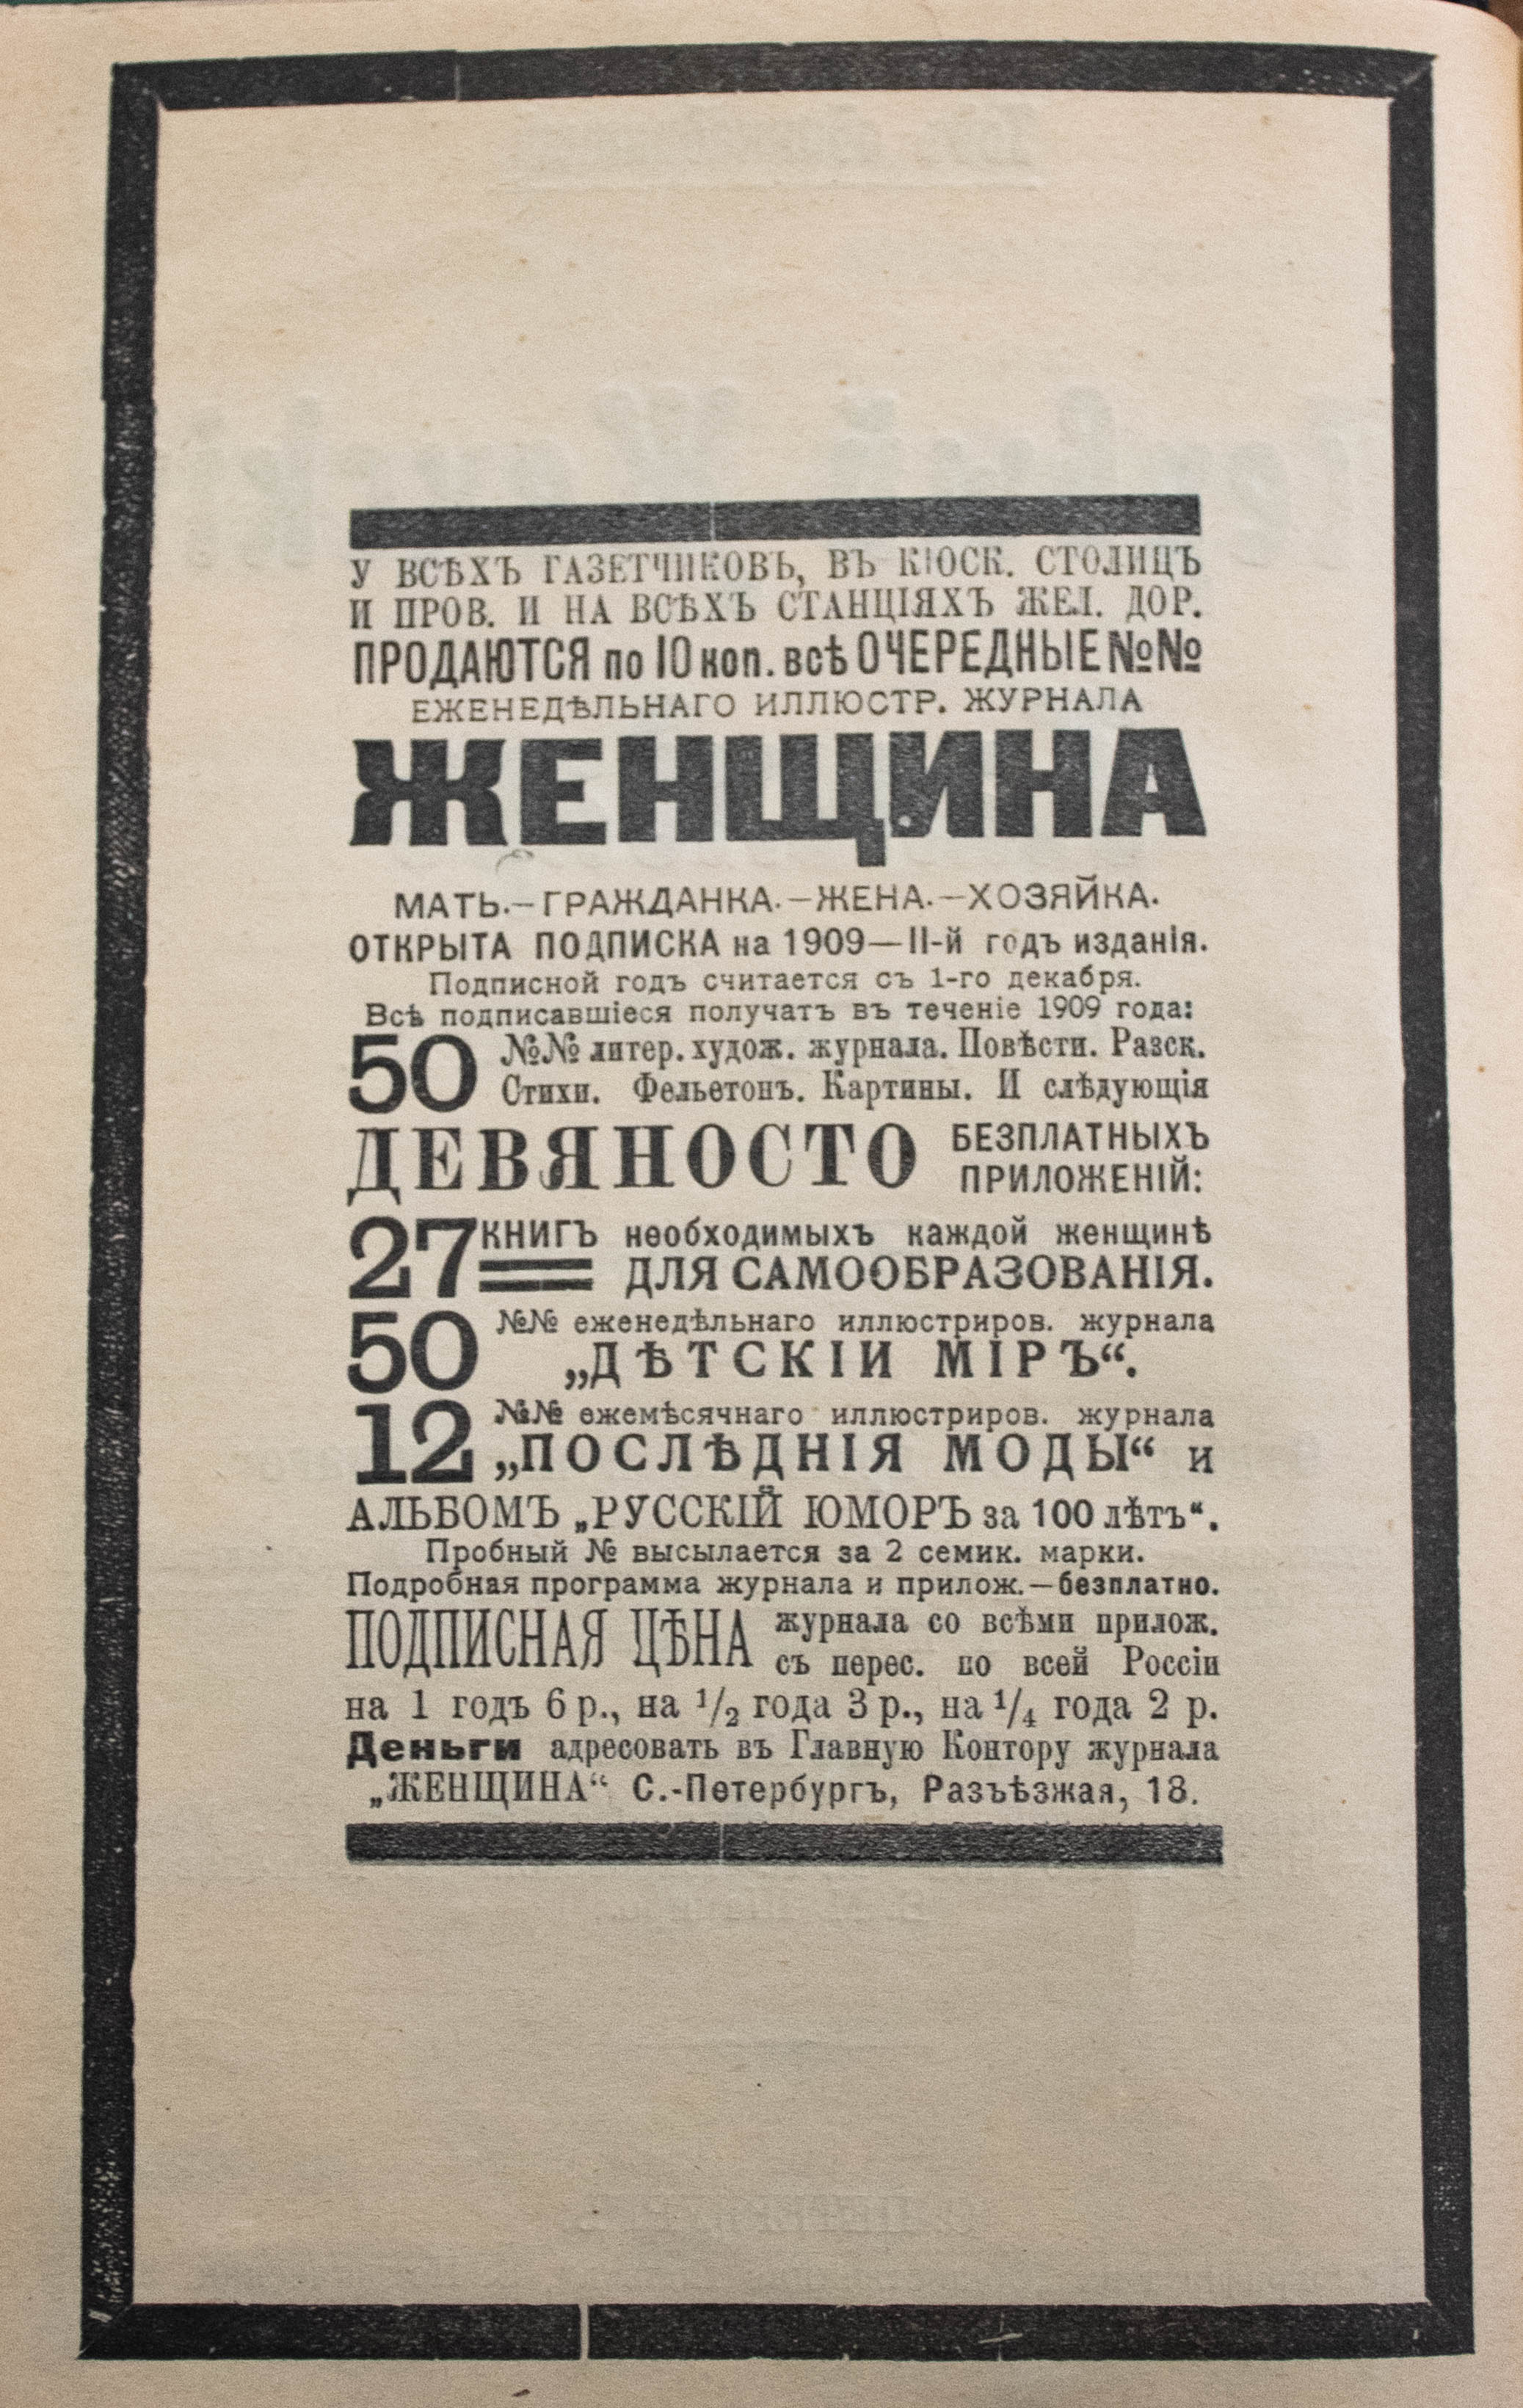 У ВСѢХЪ ГАЗЕТЧИКОВЪ, ВЪ КІОСК. СТОЛИЦЪ
И ПРОВ. И НА ВСѢХЪ СТАНЦІЯХЪ ЖЕЛ. ДОР.
ПРОДАЮТСЯ по 10 коп. всѣ ОЧЕРЕДНЫЕ №№
ЕЖЕНЕДѢЛЬНАГО ИЛЛЮСТР. ЖУРНАЛА
ЖЕНЩИНА
МАТЬ.—ГРАЖДАНКА.—ЖЕНА.—ХОЗЯЙКА.
ОТКРЫТА ПОДПИСКА на 1909—II-й годъ изданія.
Подписной годъ считается съ 1-го декабря.
Всѣ подписавшіеся получатъ въ теченіе 1909 года:
50 №№ литер. худож. журнала. Повѣсти. Разск.
Стихи. Фельетонъ. Картины. И слѣдующія
ДЕВЯНОСТО БЕЗПЛАТНЫХЪ
ПРИЛОЖЕНІЙ:
27 КНИГЪ необходимыхъ каждой женщинѣ
ДЛЯ САМООБРАЗОВАНІЯ.
50 №№ еженедѣльнаго иллюстриров. журнала
„ДѢТСКІЙ МІРЪ“.
12 №№ ежемѣсячнаго иллюстриров. журнала
„ПОСЛѢДНІЯ МОДЫ“ и
АЛЬБОМЪ „РУССКІЙ ЮМОРЪ за 100 лѣтъ“.
Пробный № высылается за 2 семик. марки.
Подробная программа журнала и прилож.—безплатно.
ПОДПИСНАЯ ЦѢНА журнала со всѣми прилож.
съ перес. по всей Россіи
на 1 годъ 6 р., на 1/2 года 3 р., на 1/4 года 2 р.
Деньги адресовать въ Главную Контору журнала
„ЖЕНЩИНА“ С.-Петербургъ, Разъѣзжая, 18.